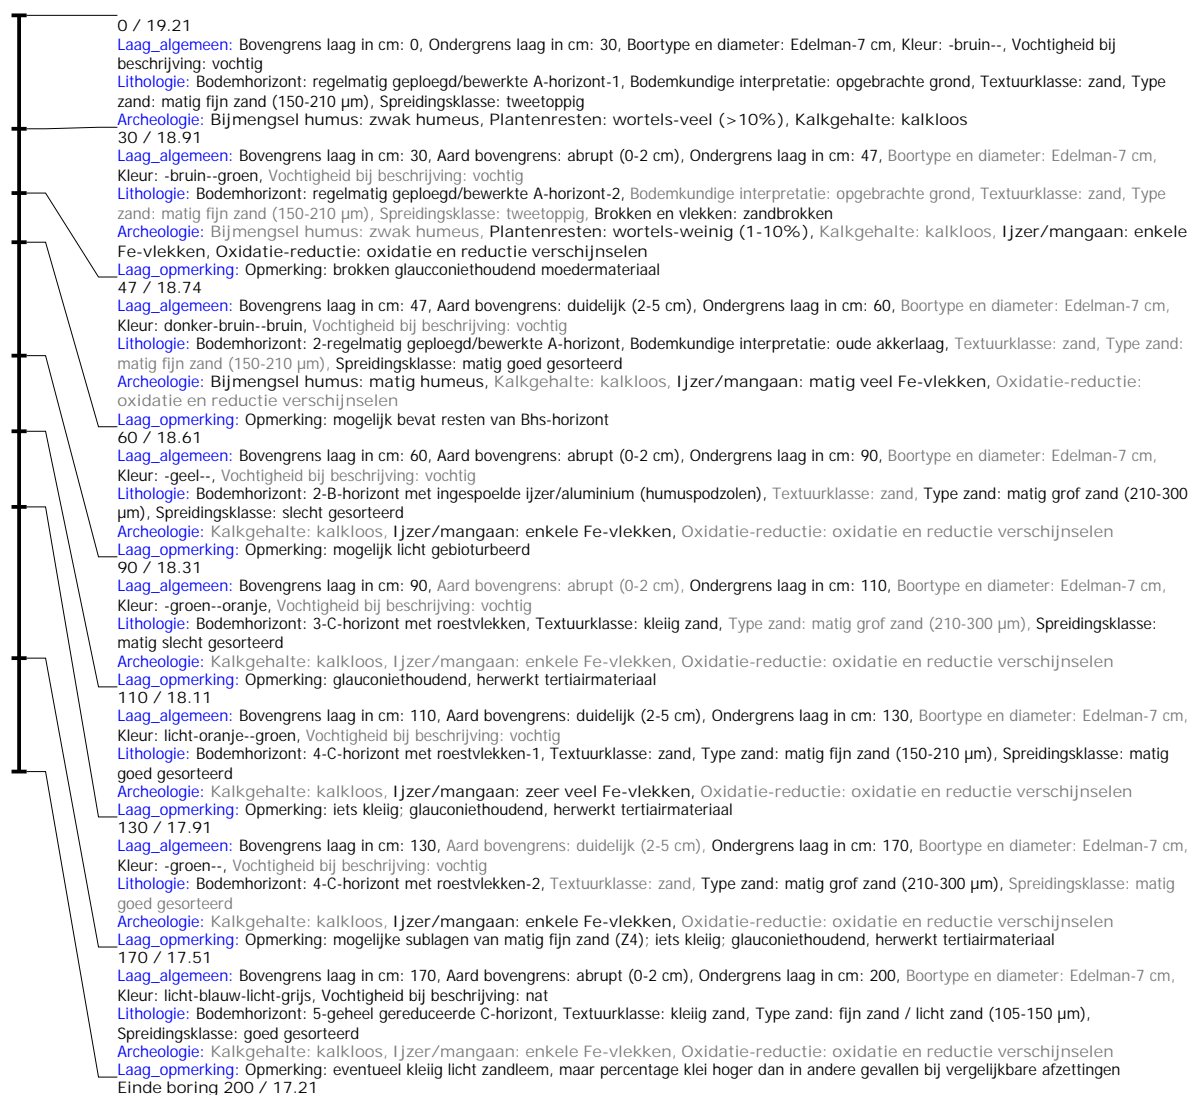 0 / 19.21
Laag_algemeen: Bovengrens laag in cm: 0, Ondergrens laag in cm: 30, Boortype en diameter: Edelman-7 cm, Kleur: -bruin--, Vochtigheid bij
beschrijving: vochtig
Lithologie: Bodemhorizont: regelmatig geploegd/bewerkte A-horizont-1, Bodemkundige interpretatie: opgebrachte grond, Textuurklasse: zand, Type
zand: matig fijn zand (150-210 µm), Spreidingsklasse: tweetoppig
Archeologie: Bijmengsel humus: zwak humeus, Plantenresten: wortels-veel (>10%), Kalkgehalte: kalkloos
30 / 18.91
Laag_algemeen: Bovengrens laag in cm: 30, Aard bovengrens: abrupt (0-2 cm), Ondergrens laag in cm: 47, Boortype en diameter: Edelman-7 cm,
Kleur: -bruin--groen, Vochtigheid bij beschrijving: vochtig
Lithologie: Bodemhorizont: regelmatig geploegd/bewerkte A-horizont-2, Bodemkundige interpretatie: opgebrachte grond, Textuurklasse: zand, Type
zand: matig fijn zand (150-210 µm), Spreidingsklasse: tweetoppig, Brokken en vlekken: zandbrokken
Archeologie: Bijmengsel humus: zwak humeus, Plantenresten: wortels-weinig (1-10%), Kalkgehalte: kalkloos, Ijzer/mangaan: enkele
Fe-vlekken, Oxidatie-reductie: oxidatie en reductie verschijnselen
Laag_opmerking: Opmerking: brokken glaucconiethoudend moedermateriaal
47 / 18.74
Laag_algemeen: Bovengrens laag in cm: 47, Aard bovengrens: duidelijk (2-5 cm), Ondergrens laag in cm: 60, Boortype en diameter: Edelman-7 cm,
Kleur: donker-bruin--bruin, Vochtigheid bij beschrijving: vochtig
Lithologie: Bodemhorizont: 2-regelmatig geploegd/bewerkte A-horizont, Bodemkundige interpretatie: oude akkerlaag, Textuurklasse: zand, Type zand:
matig fijn zand (150-210 µm), Spreidingsklasse: matig goed gesorteerd
Archeologie: Bijmengsel humus: matig humeus, Kalkgehalte: kalkloos, Ijzer/mangaan: matig veel Fe-vlekken, Oxidatie-reductie:
oxidatie en reductie verschijnselen
Laag_opmerking: Opmerking: mogelijk bevat resten van Bhs-horizont
60 / 18.61
Laag_algemeen: Bovengrens laag in cm: 60, Aard bovengrens: abrupt (0-2 cm), Ondergrens laag in cm: 90, Boortype en diameter: Edelman-7 cm,
Kleur: -geel--, Vochtigheid bij beschrijving: vochtig
Lithologie: Bodemhorizont: 2-B-horizont met ingespoelde ijzer/aluminium (humuspodzolen), Textuurklasse: zand, Type zand: matig grof zand (210-300
µm), Spreidingsklasse: slecht gesorteerd
Archeologie: Kalkgehalte: kalkloos, Ijzer/mangaan: enkele Fe-vlekken, Oxidatie-reductie: oxidatie en reductie verschijnselen
Laag_opmerking: Opmerking: mogelijk licht gebioturbeerd
90 / 18.31
Laag_algemeen: Bovengrens laag in cm: 90, Aard bovengrens: abrupt (0-2 cm), Ondergrens laag in cm: 110, Boortype en diameter: Edelman-7 cm,
Kleur: -groen--oranje, Vochtigheid bij beschrijving: vochtig
Lithologie: Bodemhorizont: 3-C-horizont met roestvlekken, Textuurklasse: kleiig zand, Type zand: matig grof zand (210-300 µm), Spreidingsklasse:
matig slecht gesorteerd
Archeologie: Kalkgehalte: kalkloos, Ijzer/mangaan: enkele Fe-vlekken, Oxidatie-reductie: oxidatie en reductie verschijnselen
Laag_opmerking: Opmerking: glauconiethoudend, herwerkt tertiairmateriaal
110 / 18.11
Laag_algemeen: Bovengrens laag in cm: 110, Aard bovengrens: duidelijk (2-5 cm), Ondergrens laag in cm: 130, Boortype en diameter: Edelman-7 cm,
Kleur: licht-oranje--groen, Vochtigheid bij beschrijving: vochtig
Lithologie: Bodemhorizont: 4-C-horizont met roestvlekken-1, Textuurklasse: zand, Type zand: matig fijn zand (150-210 µm), Spreidingsklasse: matig
goed gesorteerd
Archeologie: Kalkgehalte: kalkloos, Ijzer/mangaan: zeer veel Fe-vlekken, Oxidatie-reductie: oxidatie en reductie verschijnselen
Laag_opmerking: Opmerking: iets kleiig; glauconiethoudend, herwerkt tertiairmateriaal
130 / 17.91
Laag_algemeen: Bovengrens laag in cm: 130, Aard bovengrens: duidelijk (2-5 cm), Ondergrens laag in cm: 170, Boortype en diameter: Edelman-7 cm,
Kleur: -groen--, Vochtigheid bij beschrijving: vochtig
Lithologie: Bodemhorizont: 4-C-horizont met roestvlekken-2, Textuurklasse: zand, Type zand: matig grof zand (210-300 µm), Spreidingsklasse: matig
goed gesorteerd
Archeologie: Kalkgehalte: kalkloos, Ijzer/mangaan: enkele Fe-vlekken, Oxidatie-reductie: oxidatie en reductie verschijnselen
Laag_opmerking: Opmerking: mogelijke sublagen van matig fijn zand (Z4); iets kleiig; glauconiethoudend, herwerkt tertiairmateriaal
170 / 17.51
Laag_algemeen: Bovengrens laag in cm: 170, Aard bovengrens: abrupt (0-2 cm), Ondergrens laag in cm: 200, Boortype en diameter: Edelman-7 cm,
Kleur: licht-blauw-licht-grijs, Vochtigheid bij beschrijving: nat
Lithologie: Bodemhorizont: 5-geheel gereduceerde C-horizont, Textuurklasse: kleiig zand, Type zand: fijn zand / licht zand (105-150 µm),
Spreidingsklasse: goed gesorteerd
Archeologie: Kalkgehalte: kalkloos, Ijzer/mangaan: enkele Fe-vlekken, Oxidatie-reductie: oxidatie en reductie verschijnselen
Laag_opmerking: Opmerking: eventueel kleiig licht zandleem, maar percentage klei hoger dan in andere gevallen bij vergelijkbare afzettingen
Einde boring 200 / 17.21